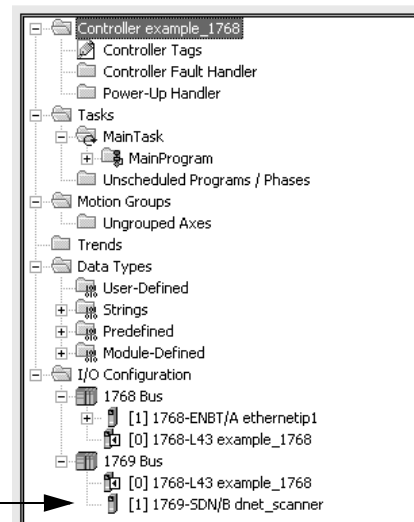 Controller example_1768
Controller Tags
Controller Fault Handler
Power-Up Handler
Tasks
MainTask
MainProgram
Unscheduled Programs / Phases
Motion Groups
Ungrouped Axes
Trends
Data Types
User-Defined
Strings
Predefined
Module-Defined
I/O Configuration
1768 Bus
[1] 1768-ENBT/A ethernetip1
[0] 1768-L43 example_1768
1769 Bus
[0] 1768-L43 example_1768
[1] 1769-SDN/B dnet_scanner